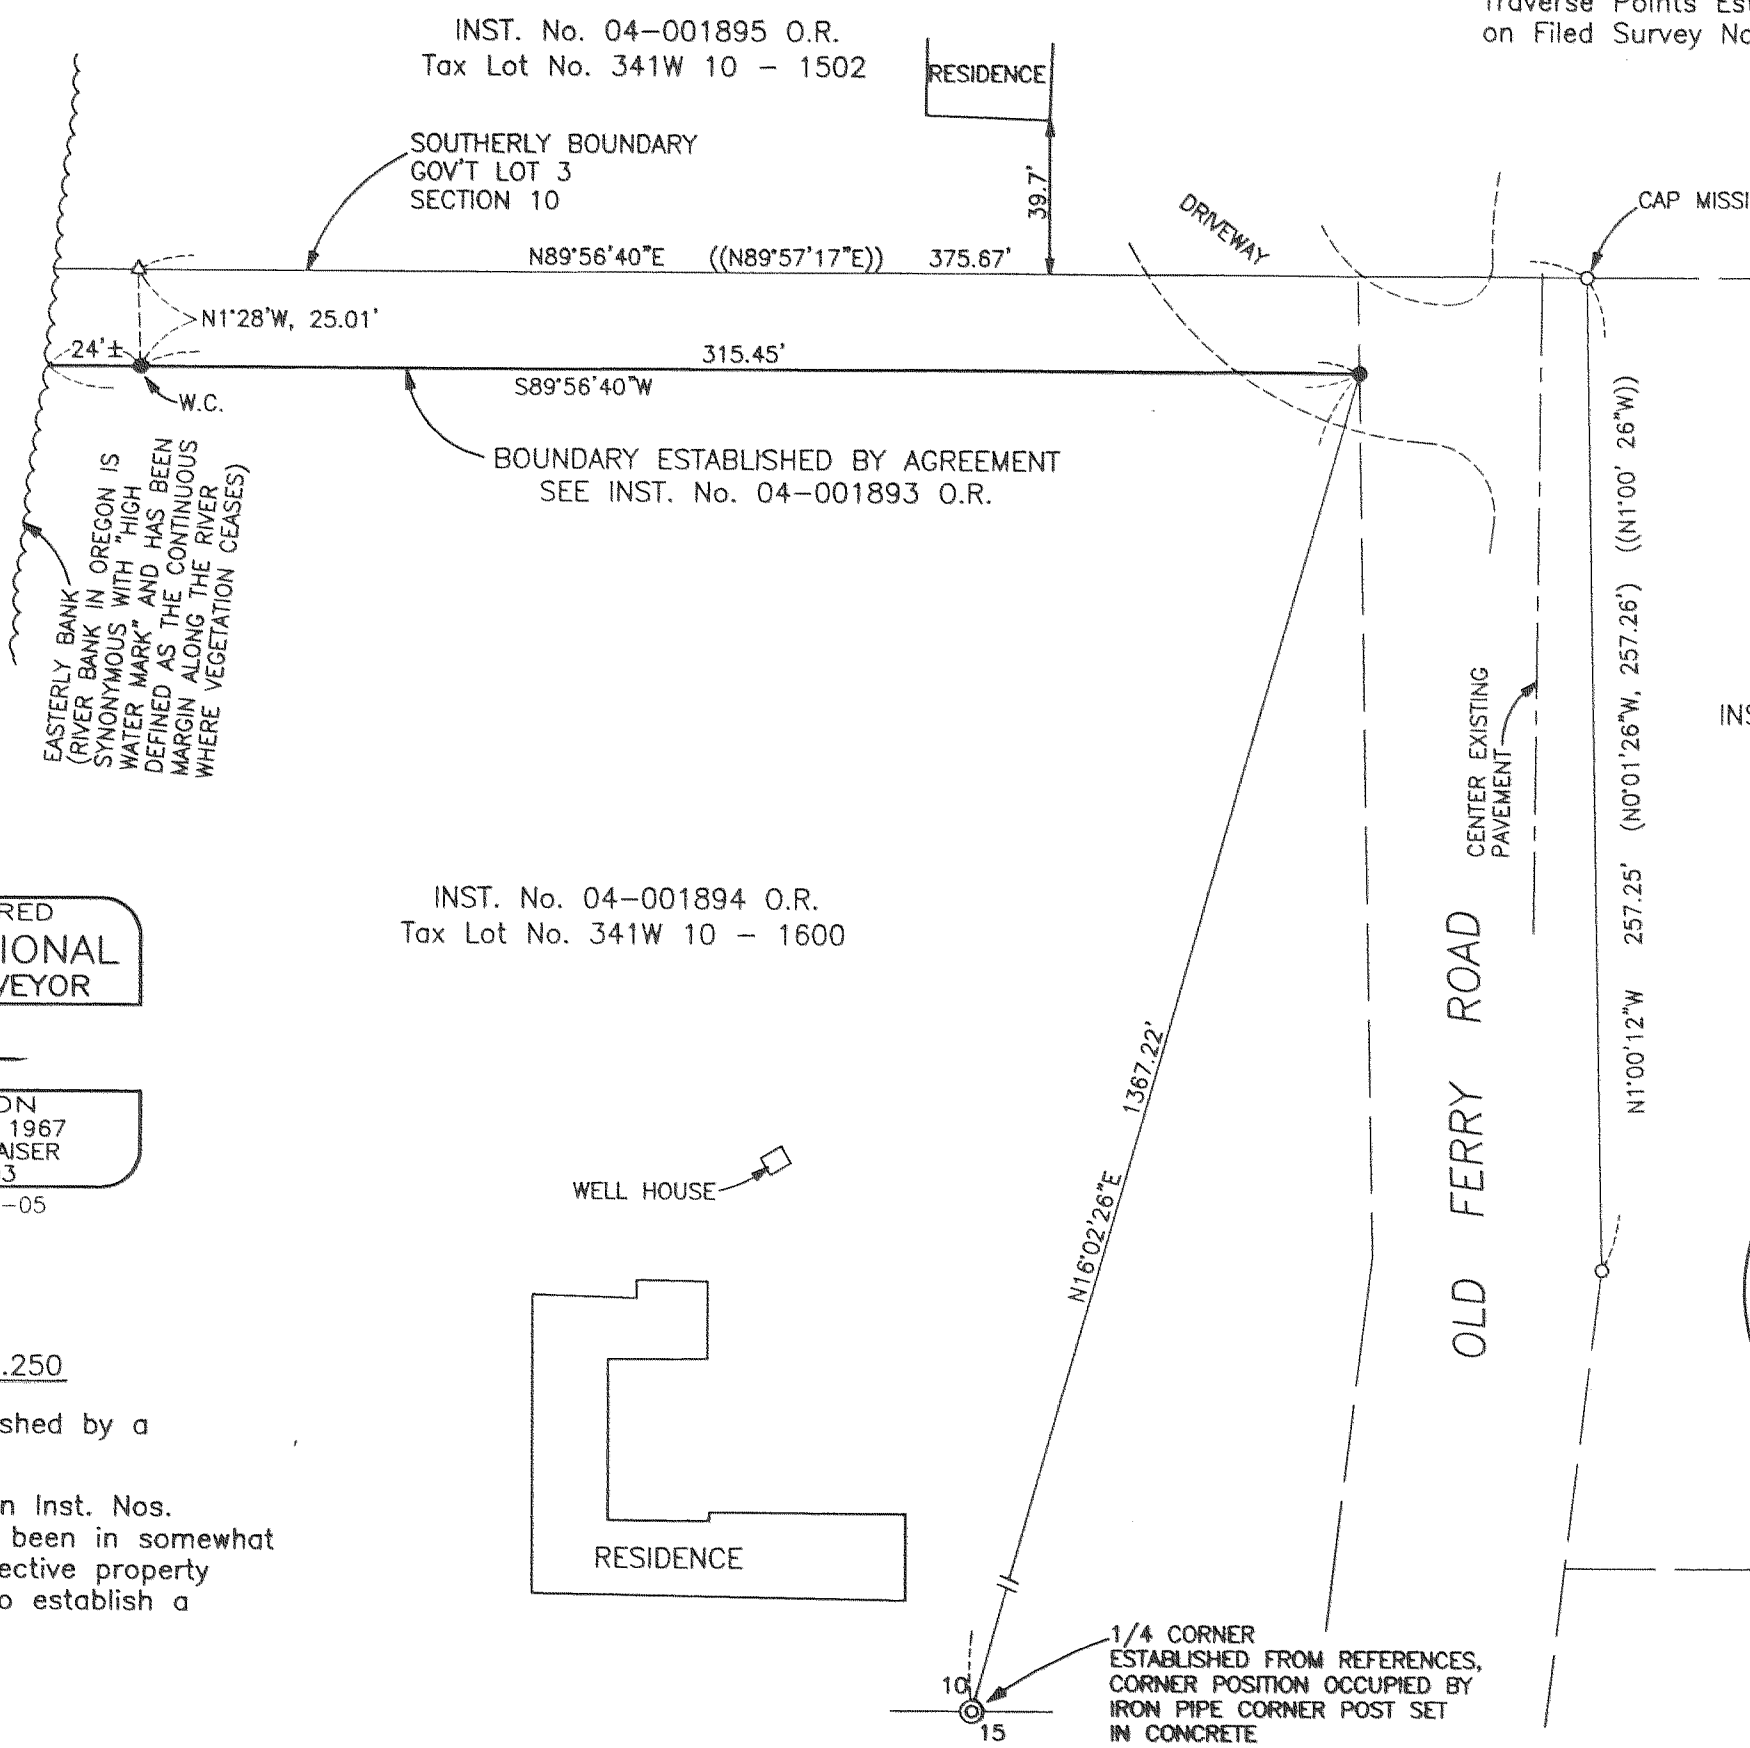 Traverse Points Est
on Filed Survey No
INST. No. 04-001895 O.R.
Tax Lot No. 341W 10 - 1502
RESIDENCE
SOUTHERLY BOUNDARY
GOV'T LOT 3
SECTION 10
39.7'
DRIVEWAY
CAP MISSI
N89°56'40"E ((N89°57'17"E)) 375.67'
N1°28'W, 25.01'
24'±
315.45'
S89°56'40"W
W.C.
BOUNDARY ESTABLISHED BY AGREEMENT
SEE INST. No. 04-001893 O.R.
EASTERLY BANK
(RIVER BANK IN OREGON IS
SYNONYMOUS WITH "HIGH
WATER MARK" AND HAS BEEN
DEFINED AS THE CONTINUOUS
MARGIN ALONG THE RIVER
WHERE VEGETATION CEASES)
N1°00'12"W 257.25' (N0°01'26"W, 257.26') ((N1°00' 26"W))
CENTER EXISTING
PAVEMENT
INS
INST. No. 04-001894 O.R.
Tax Lot No. 341W 10 - 1600
OLD FERRY ROAD
N16°02'26"E 1367.22'
RED
IONAL
VEYOR
ON
1967
AISER
3
-05
WELL HOUSE
.250
shed by a
n Inst. Nos.
been in somewhat
ective property
o establish a
RESIDENCE
1/4 CORNER
ESTABLISHED FROM REFERENCES,
CORNER POSITION OCCUPIED BY
IRON PIPE CORNER POST SET
IN CONCRETE
10
15